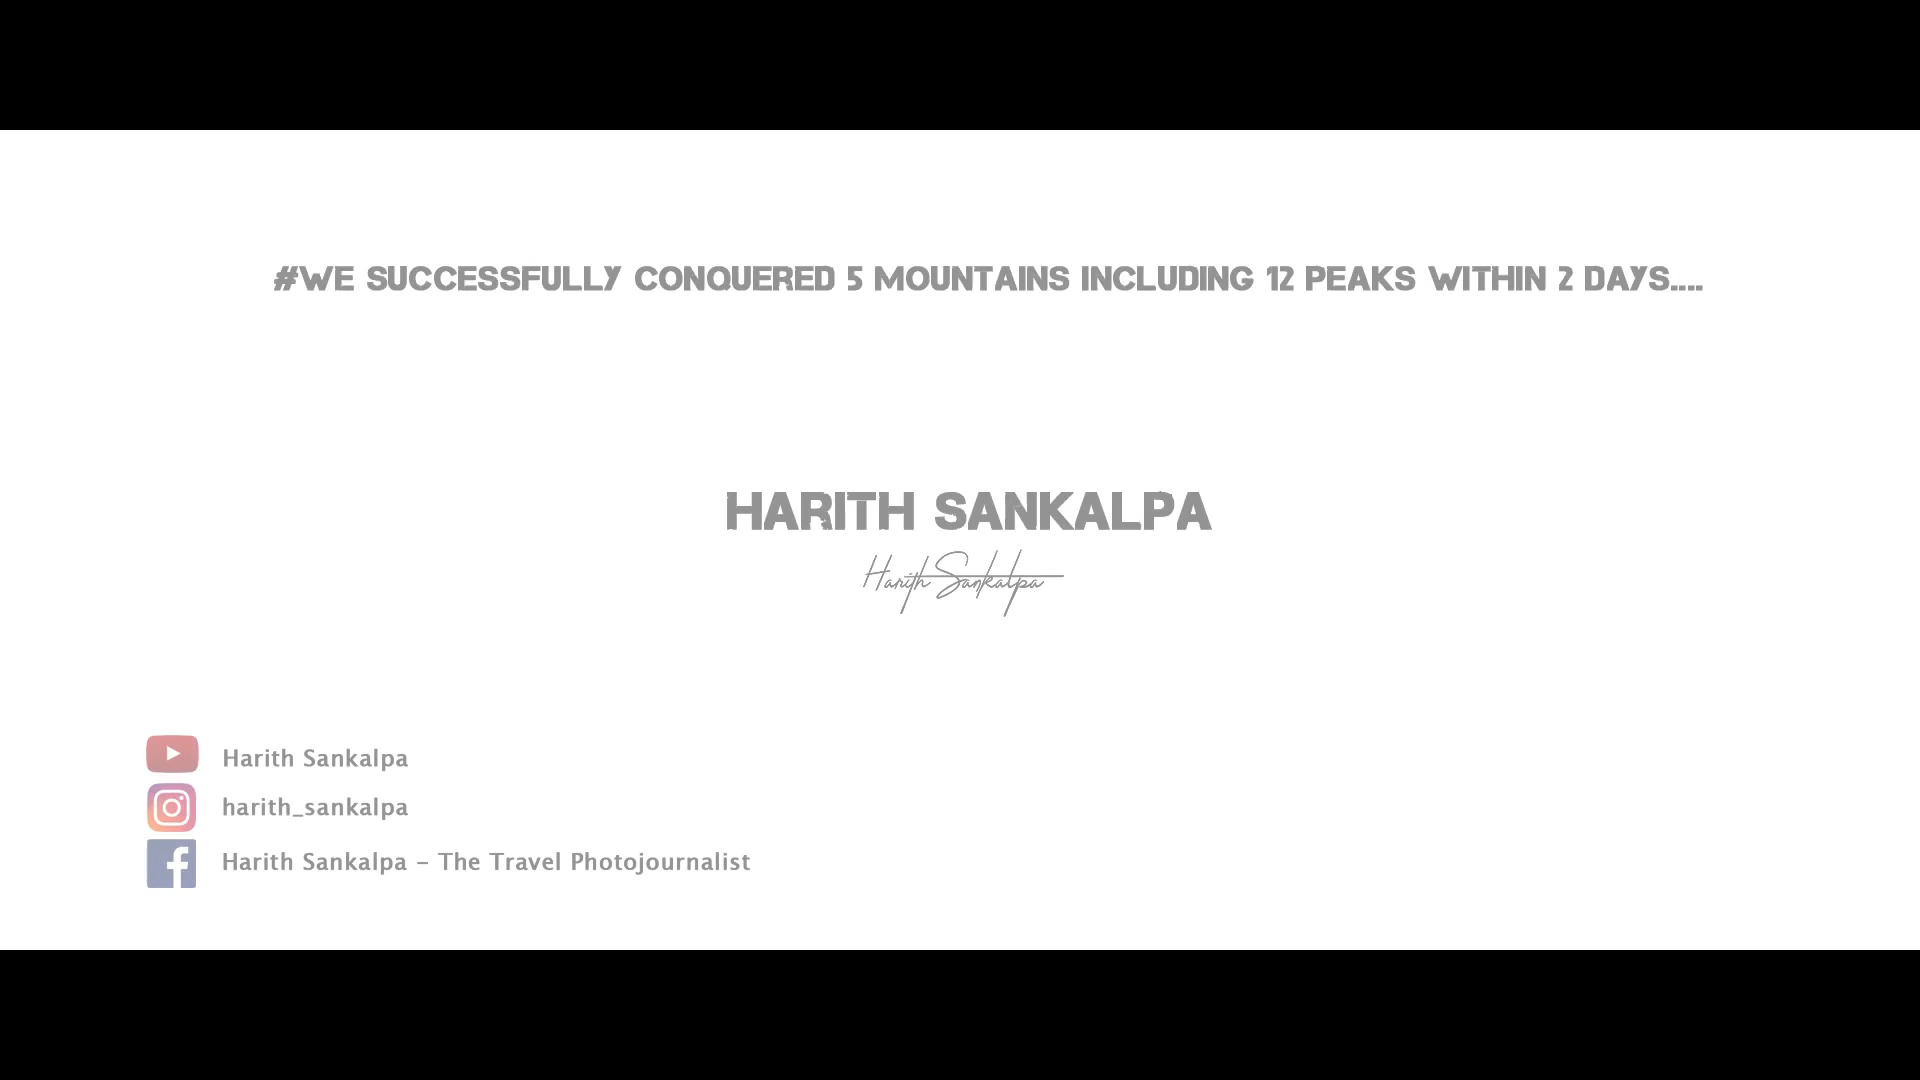 #WE SUCCESSFULLY CONQUERED 5 MOUNTAINS INCLUDING 12 PEAKS WITHIN 2 DAYS....
HARITH SANKALPA
Harith Sankalpa
Harith Sankalpa
harith_sankalpa
Harith Sankalpa - The Travel Photojournalist